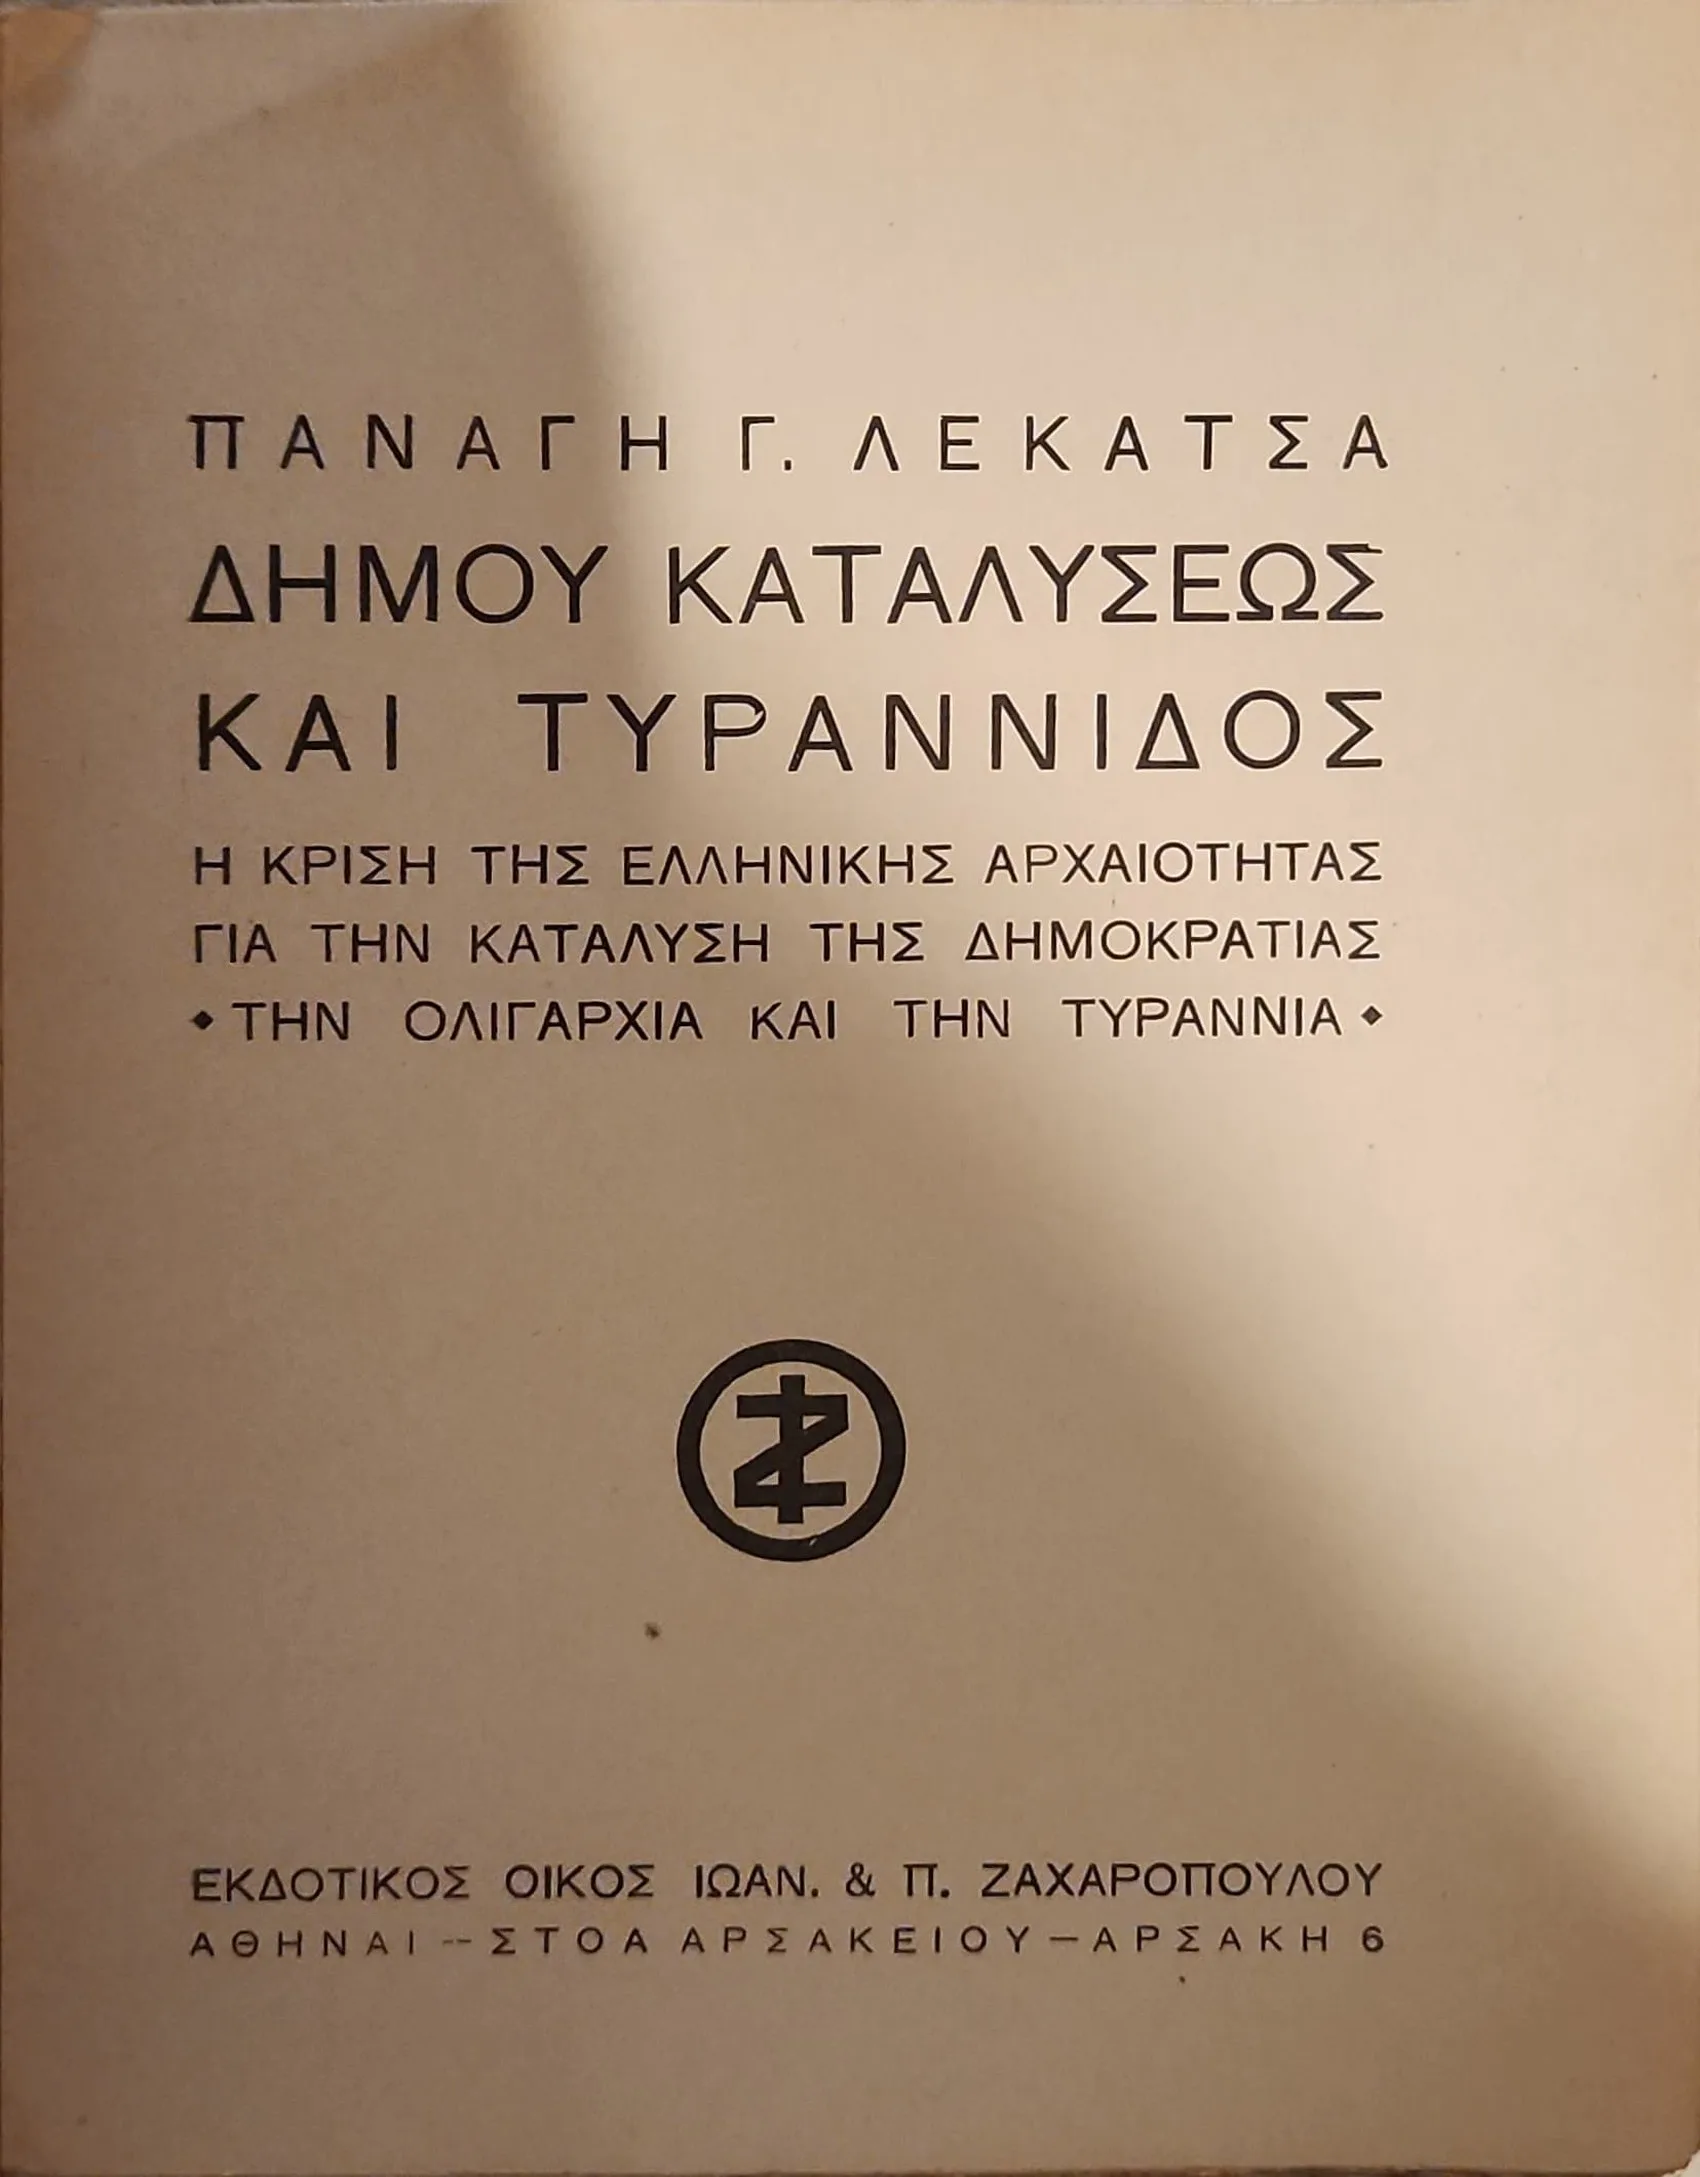 ΠΑΝΑΓΗ Γ. ΛΕΚΑΤΣΑ
ΔΗΜΟΥ ΚΑΤΑΛΥΣΕΩΣ
ΚΑΙ ΤΥΡΑΝΝΙΔΟΣ
Η ΚΡΙΣΗ ΤΗΣ ΕΛΛΗΝΙΚΗΣ ΑΡΧΑΙΟΤΗΤΑΣ
ΓΙΑ ΤΗΝ ΚΑΤΑΛΥΣΗ ΤΗΣ ΔΗΜΟΚΡΑΤΙΑΣ
◆ ΤΗΝ ΟΛΙΓΑΡΧΙΑ ΚΑΙ ΤΗΝ ΤΥΡΑΝΝΙΑ ◆
ΕΚΔΟΤΙΚΟΣ ΟΙΚΟΣ ΙΩΑΝ. & Π. ΖΑΧΑΡΟΠΟΥΛΟΥ
ΑΘΗΝΑΙ -- ΣΤΟΑ ΑΡΣΑΚΕΙΟΥ — ΑΡΣΑΚΗ 6